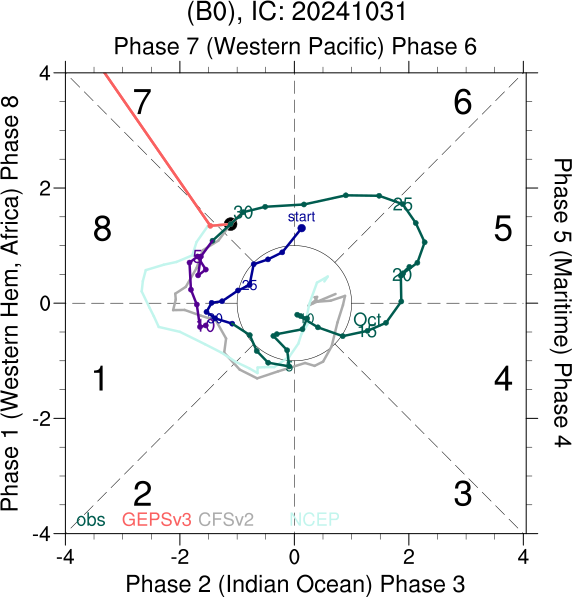 (B0), IC: 20241031
Phase 7 (Western Pacific) Phase 6
4
7
6
30
25
2
start
8
5
5
25
20
0
Oct
30
15
Phase 1 (Western Hem, Africa) Phase 8
Phase 5 (Maritime) Phase 4
1
4
-2
2
3
obs
GEPSv3
CFSv2
NCEP
-4
-4
-2
0
2
4
Phase 2 (Indian Ocean) Phase 3